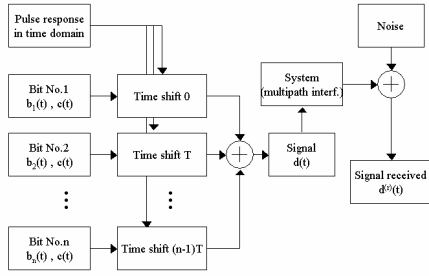 Pulse response
in time domain
Noise
Bit No.1
b₁(t) , c(t)
Time shift 0
System
(multipath interf.)
Bit No.2
b₂(t) , c(t)
Time shift T
Signal
d(t)
Signal received
d⁽ʳ⁾(t)
Bit No.n
bₙ(t) , c(t)
Time shift (n-1)T